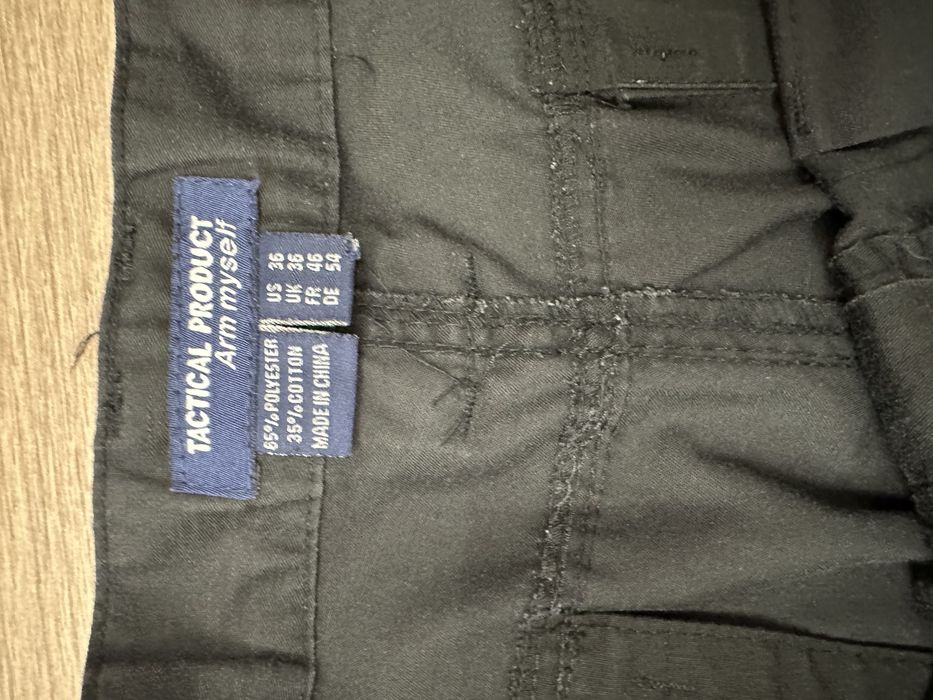 TACTICAL PRODUCT
Arm myself
65%POLYESTER
35%COTTON
MADE IN CHINA
US 36
UK 36
FR 46
DE 54